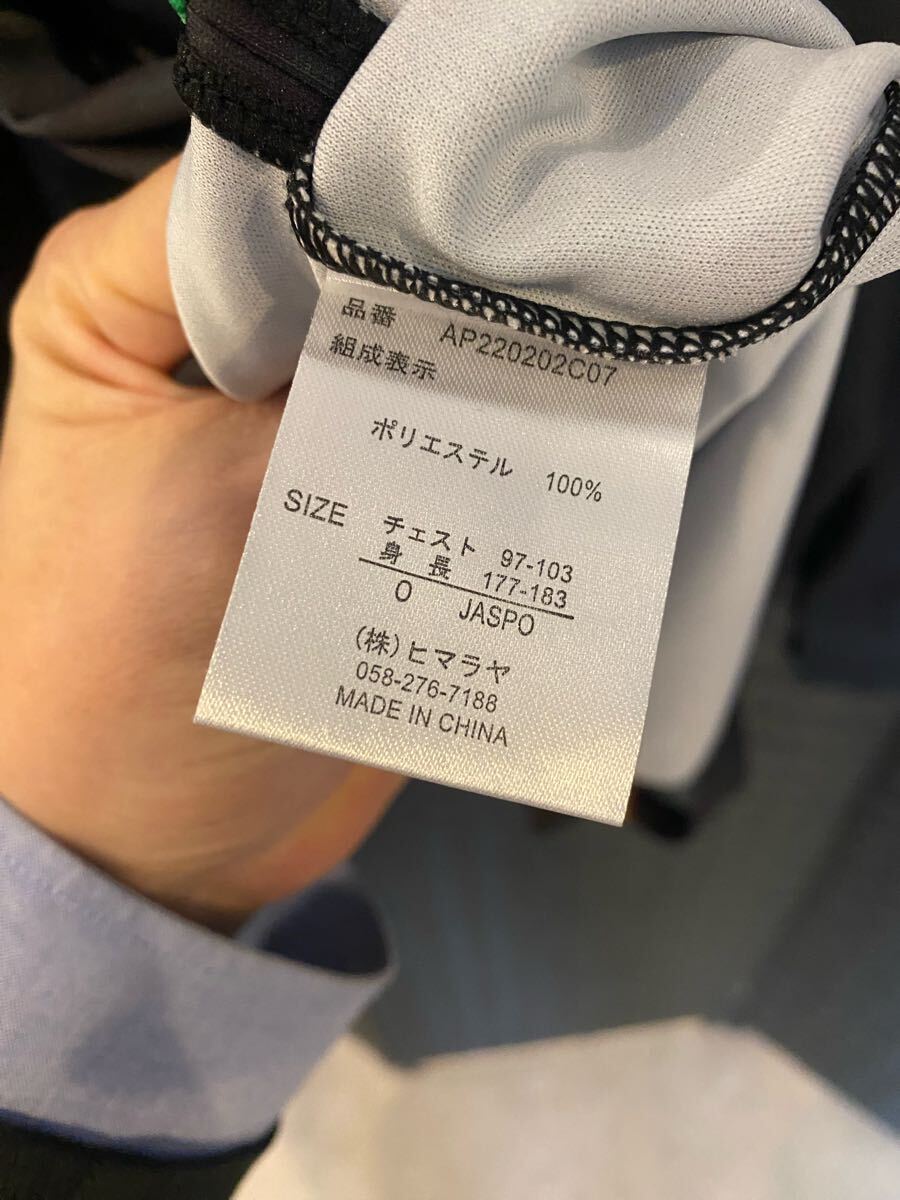 品番 AP220202C07
組成表示
ポリエステル 100%
SIZE チェスト 97-103
身長 177-183
O JASPO
(株)ヒマラヤ
058-276-7188
MADE IN CHINA